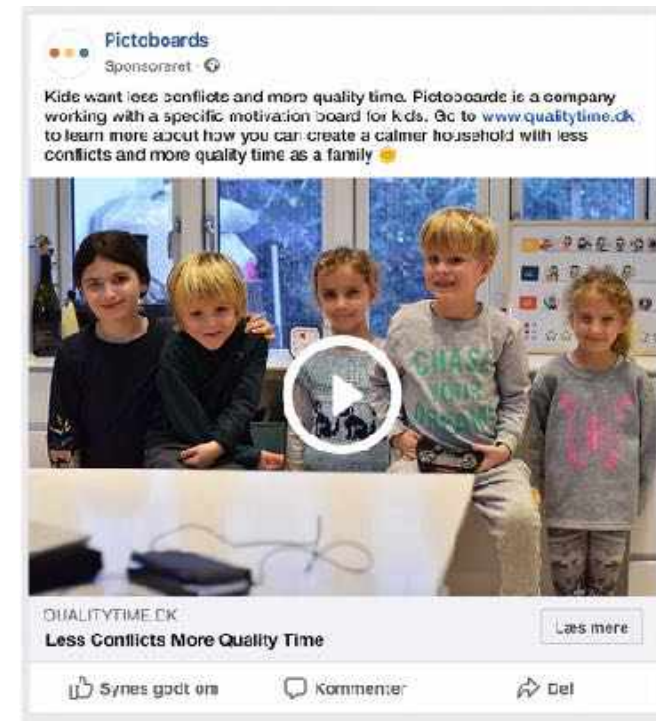 Pictoboards
Sponsoreret
Kids want less conflicts and more quality time. Pictoboards is a company
working with a specific motivation board for kids. Go to www.qualitytime.dk
to learn more about how you can create a calmer household with less
conflicts and more quality time as a family
CHASE
YOUR
DREAMS
QUALITYTIME.DK
Less Conflicts More Quality Time
Læs mere
Synes godt om
Kommenter
Del